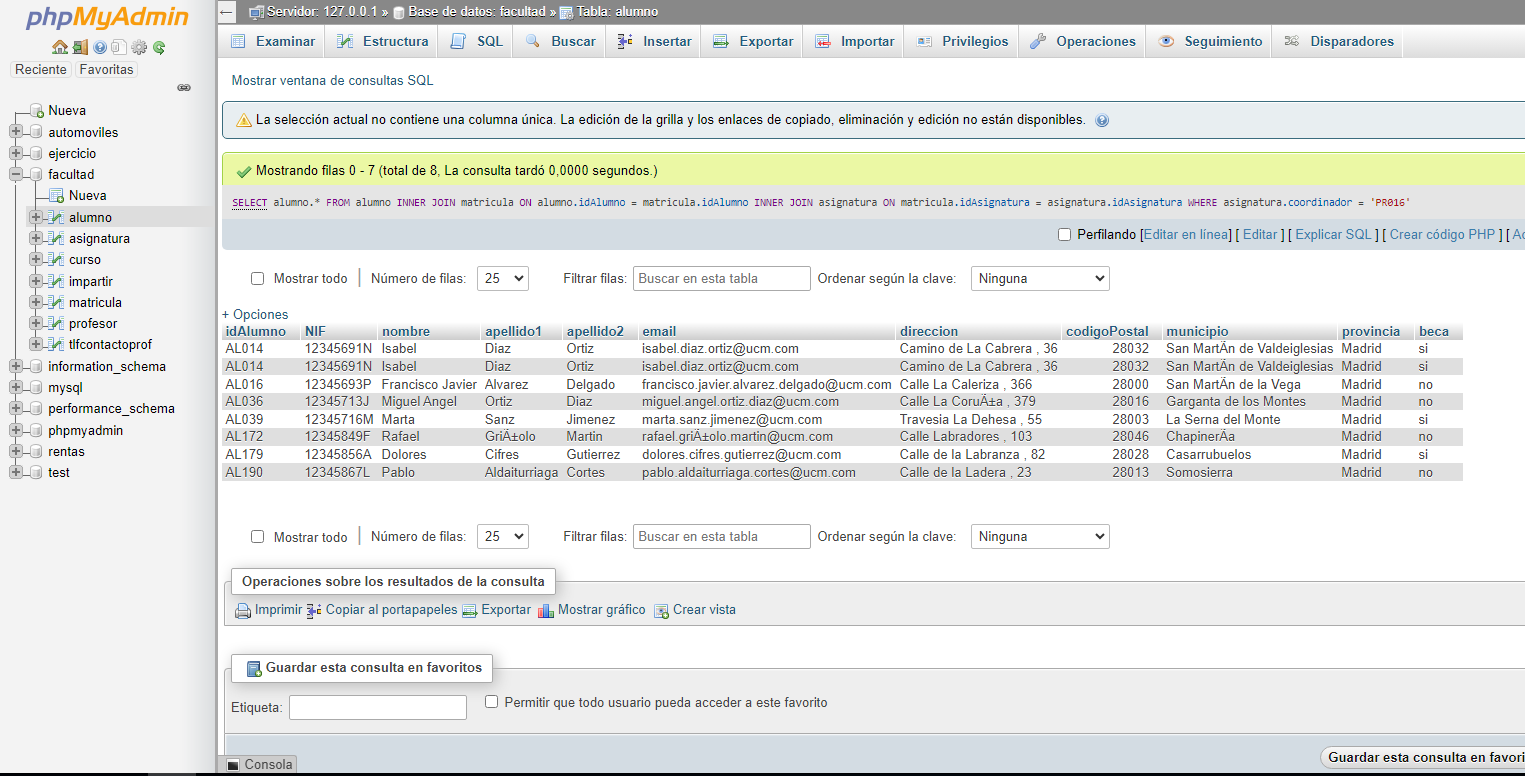 phpMyAdmin
Reciente Favoritas
Nueva
automoviles
ejercicio
facultad
Nueva
alumno
asignatura
curso
impartir
matricula
profesor
tlfcontactoprof
information_schema
mysql
performance_schema
phpmyadmin
rentas
test
Servidor: 127.0.0.1 » Base de datos: facultad » Tabla: alumno
Examinar Estructura SQL Buscar Insertar Exportar Importar Privilegios Operaciones Seguimiento Disparadores
Mostrar ventana de consultas SQL
La selección actual no contiene una columna única. La edición de la grilla y los enlaces de copiado, eliminación y edición no están disponibles.
Mostrando filas 0 - 7 (total de 8, La consulta tardó 0,0000 segundos.)
SELECT alumno.* FROM alumno INNER JOIN matricula ON alumno.idAlumno = matricula.idAlumno INNER JOIN asignatura ON matricula.idAsignatura = asignatura.idAsignatura WHERE asignatura.coordinador = 'PR016'
Perfilando [Editar en línea] [ Editar ] [ Explicar SQL ] [ Crear código PHP ] [ Ac
Mostrar todo | Número de filas: 25 Filtrar filas: Buscar en esta tabla Ordenar según la clave: Ninguna
+ Opciones
idAlumno NIF nombre apellido1 apellido2 email direccion codigoPostal municipio provincia beca
AL014 12345691N Isabel Diaz Ortiz isabel.diaz.ortiz@ucm.com Camino de La Cabrera , 36 28032 San MartÃn de Valdeiglesias Madrid si
AL014 12345691N Isabel Diaz Ortiz isabel.diaz.ortiz@ucm.com Camino de La Cabrera , 36 28032 San MartÃn de Valdeiglesias Madrid si
AL016 12345693P Francisco Javier Alvarez Delgado francisco.javier.alvarez.delgado@ucm.com Calle La Caleriza , 366 28000 San MartÃn de la Vega Madrid no
AL036 12345713J Miguel Angel Ortiz Diaz miguel.angel.ortiz.diaz@ucm.com Calle La CoruÃ±a , 379 28016 Garganta de los Montes Madrid no
AL039 12345716M Marta Sanz Jimenez marta.sanz.jimenez@ucm.com Travesia La Dehesa , 55 28003 La Serna del Monte Madrid si
AL172 12345849F Rafael GriÃ±olo Martin rafael.griÃ±olo.martin@ucm.com Calle Labradores , 103 28046 ChapinerÃa Madrid no
AL179 12345856A Dolores Cifres Gutierrez dolores.cifres.gutierrez@ucm.com Calle de la Labranza , 82 28028 Casarrubuelos Madrid si
AL190 12345867L Pablo Aldaiturriaga Cortes pablo.aldaiturriaga.cortes@ucm.com Calle de la Ladera , 23 28013 Somosierra Madrid no
Mostrar todo | Número de filas: 25 Filtrar filas: Buscar en esta tabla Ordenar según la clave: Ninguna
Operaciones sobre los resultados de la consulta
Imprimir Copiar al portapapeles Exportar Mostrar gráfico Crear vista
Guardar esta consulta en favoritos
Etiqueta: Permitir que todo usuario pueda acceder a este favorito
Guardar esta consulta en favori
Consola